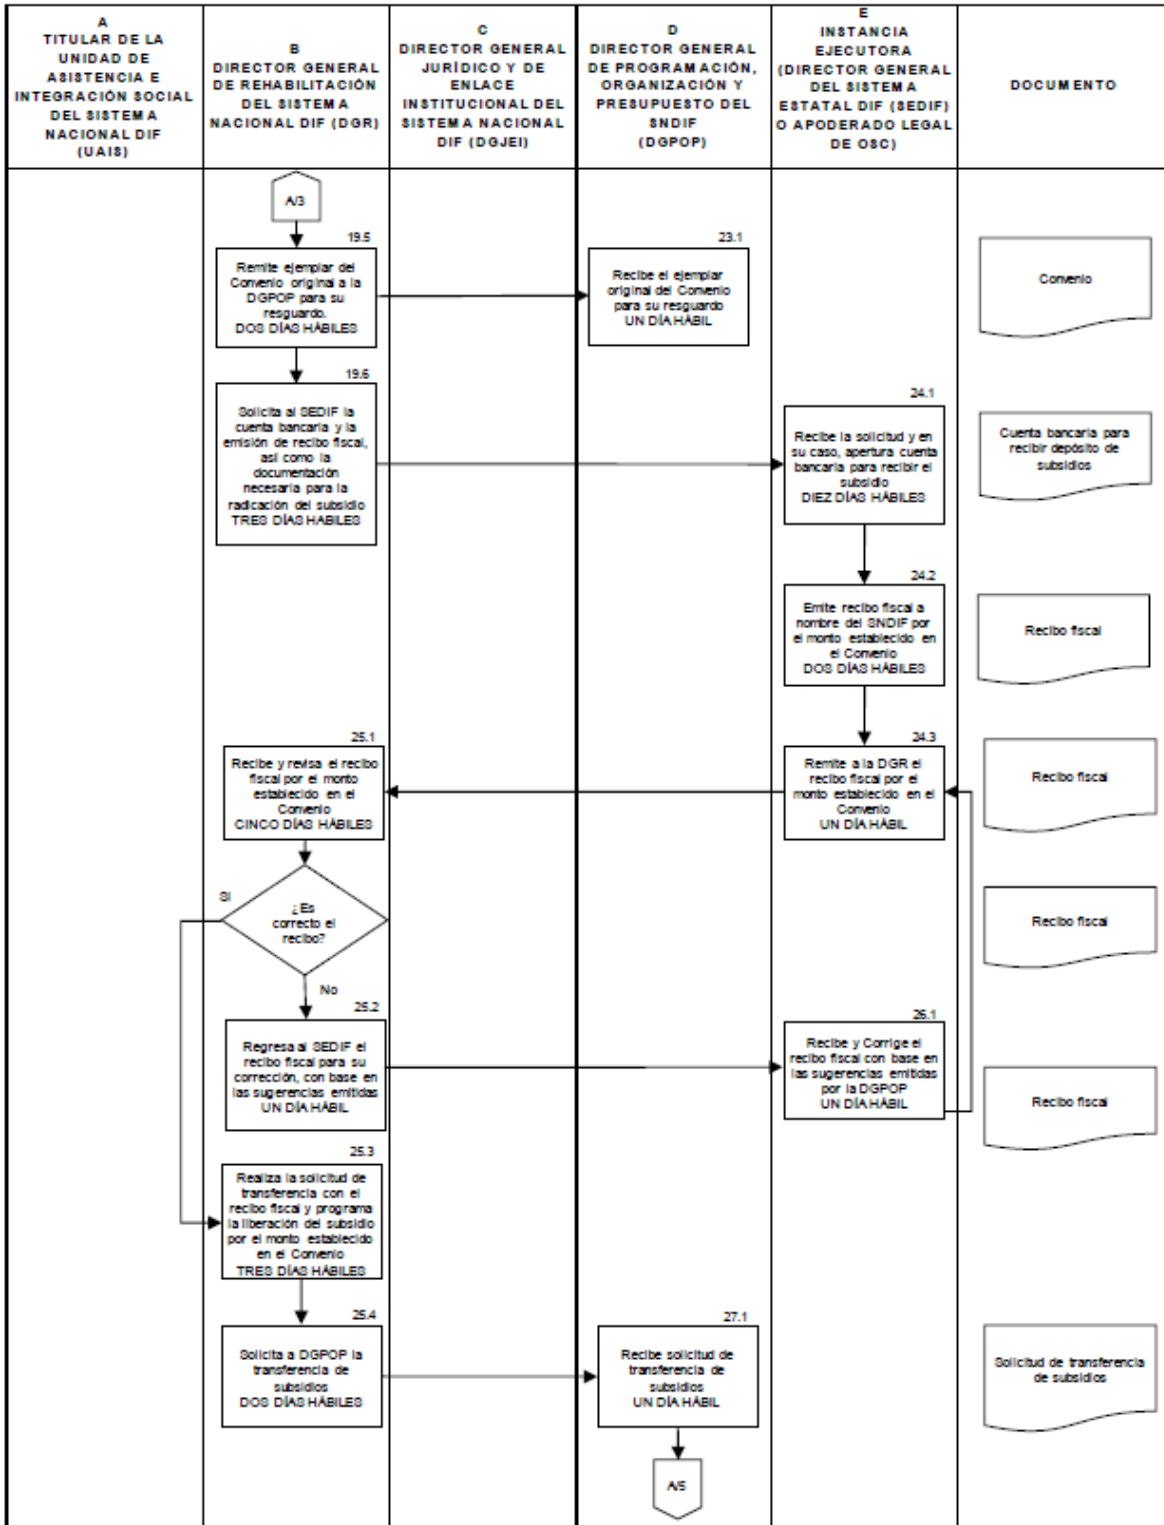 A
TITULAR DE LA
UNIDAD DE
ASISTENCIA E
INTEGRACIÓN SOCIAL
DEL SISTEMA
NACIONAL DIF
(UAIS)
B
DIRECTOR GENERAL
DE REHABILITACIÓN
DEL SISTEMA
NACIONAL DIF (DGR)
C
DIRECTOR GENERAL
JURÍDICO Y DE
ENLACE
INSTITUCIONAL DEL
SISTEMA NACIONAL
DIF (DGJEI)
D
DIRECTOR GENERAL
DE PROGRAMACIÓN,
ORGANIZACIÓN Y
PRESUPUESTO DEL
SNDIF
(DGPOP)
E
INSTANCIA
EJECUTORA
(DIRECTOR GENERAL
DEL SISTEMA
ESTATAL DIF (SEDIF)
O APODERADO LEGAL
DE OSC)
DOCUMENTO
A/3
19.5
Remite ejemplar del
Convenio original a la
DGPOP para su
resguardo.
DOS DÍAS HÁBILES
23.1
Recibe el ejemplar
original del Convenio
para su resguardo
UN DÍA HÁBIL
Convenio
19.6
Solicita al SEDIF la
cuenta bancaria y la
emisión de recibo fiscal,
así como la
documentación
necesaria para la
radicación del subsidio
TRES DÍAS HABILES
24.1
Recibe la solicitud y en
su caso, apertura cuenta
bancaria para recibir el
subsidio
DIEZ DÍAS HÁBILES
Cuenta bancaria para
recibir depósito de
subsidios
24.2
Emite recibo fiscal a
nombre del SNDIF por
el monto establecido en
el Convenio
DOS DÍAS HÁBILES
Recibo fiscal
25.1
Recibe y revisa el recibo
fiscal por el monto
establecido en el
Convenio
CINCO DÍAS HÁBILES
24.3
Remite a la DGR el
recibo fiscal por el
monto establecido en el
Convenio
UN DÍA HÁBIL
Recibo fiscal
Si
¿Es
correcto el
recibo?
No
Recibo fiscal
25.2
Regresa al SEDIF el
recibo fiscal para su
corrección, con base en
las sugerencias emitidas
UN DÍA HÁBIL
26.1
Recibe y Corrige el
recibo fiscal con base en
las sugerencias emitidas
por la DGPOP
UN DÍA HÁBIL
Recibo fiscal
25.3
Realiza la solicitud de
transferencia con el
recibo fiscal y programa
la liberación del subsidio
por el monto establecido
en el Convenio
TRES DÍAS HÁBILES
25.4
Solicita a DGPOP la
transferencia de
subsidios
DOS DÍAS HÁBILES
27.1
Recibe solicitud de
transferencia de
subsidios
UN DÍA HÁBIL
Solicitud de transferencia
de subsidios
A/5